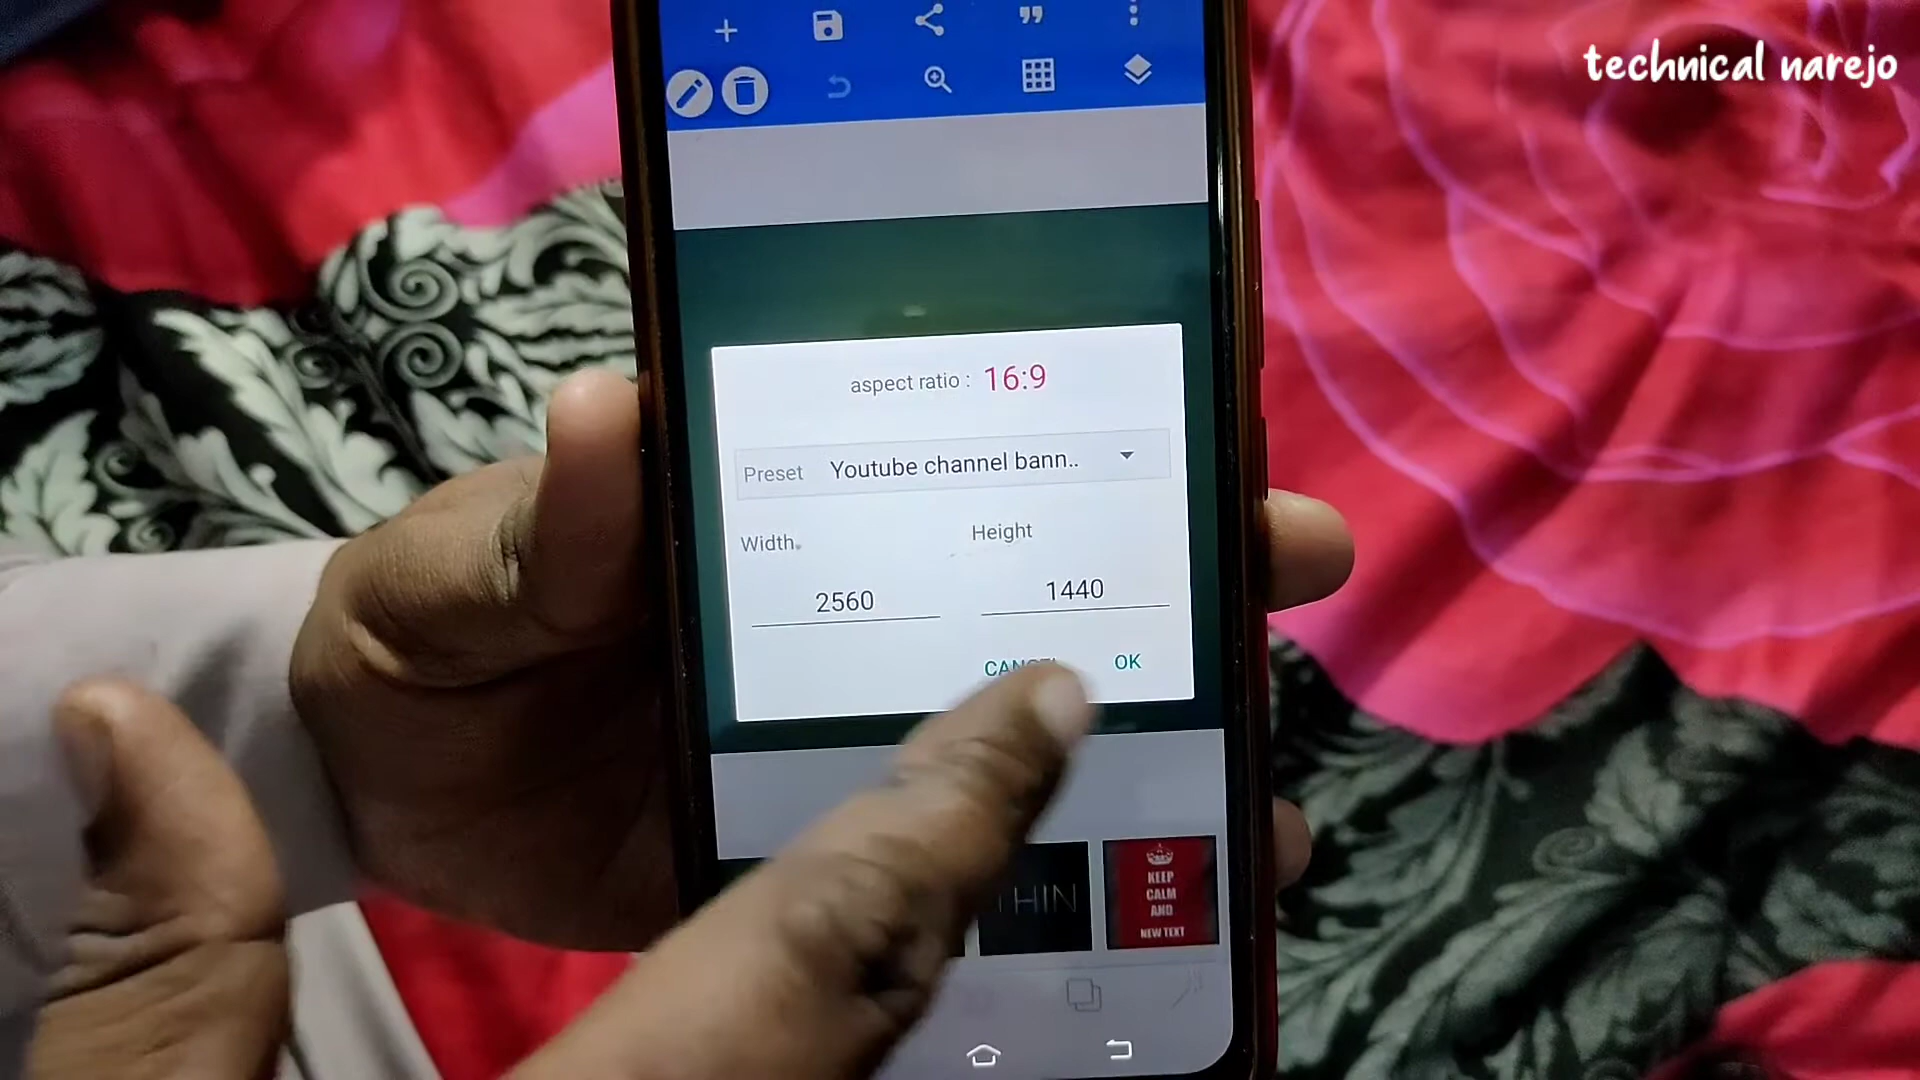 technical narejo
aspect ratio : 16:9
Preset Youtube channel bann..
Width
Height
2560
1440
OK
THIN
KEEP
CALM
AND
NEW TEXT